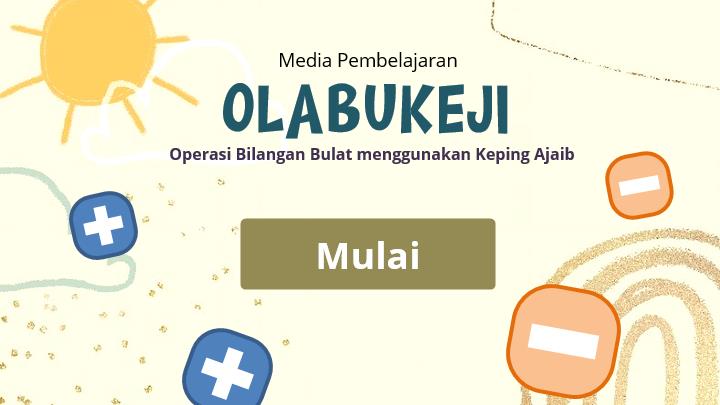 Media Pembelajaran
OLABUKEJI
Operasi Bilangan Bulat menggunakan Keping Ajaib
Mulai